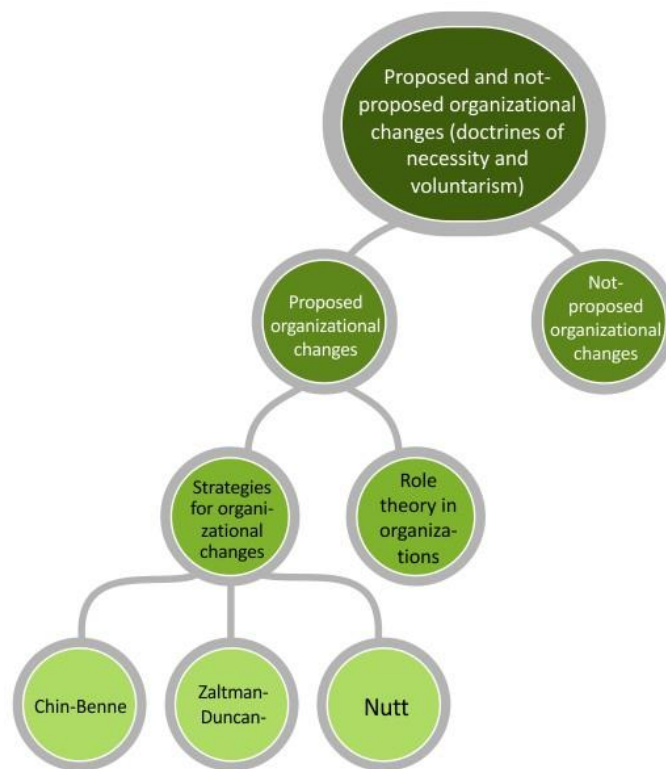 Proposed and not-
proposed organizational
changes (doctrines of
necessity and
voluntarism)
Proposed
organizational
changes
Not-
proposed
organizational
changes
Strategies
for organi-
zational
changes
Role
theory in
organiza-
tions
Chin-Benne
Zaltman-
Duncan-
Nutt